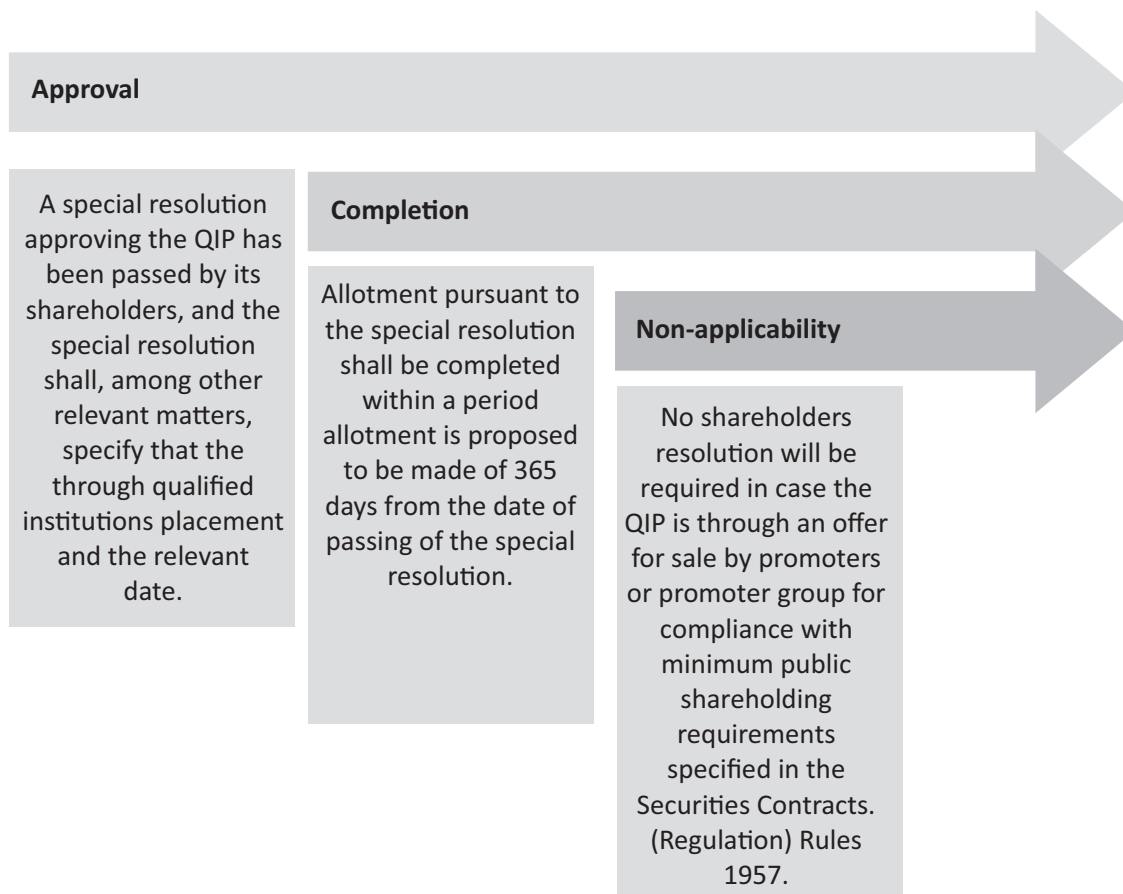 Approval
A special resolution
approving the QIP has
been passed by its
shareholders, and the
special resolution
shall, among other
relevant matters,
specify that the
through qualified
institutions placement
and the relevant
date.
Completion
Allotment pursuant to
the special resolution
shall be completed
within a period
allotment is proposed
to be made of 365
days from the date of
passing of the special
resolution.
Non-applicability
No shareholders
resolution will be
required in case the
QIP is through an offer
for sale by promoters
or promoter group for
compliance with
minimum public
shareholding
requirements
specified in the
Securities Contracts.
(Regulation) Rules
1957.